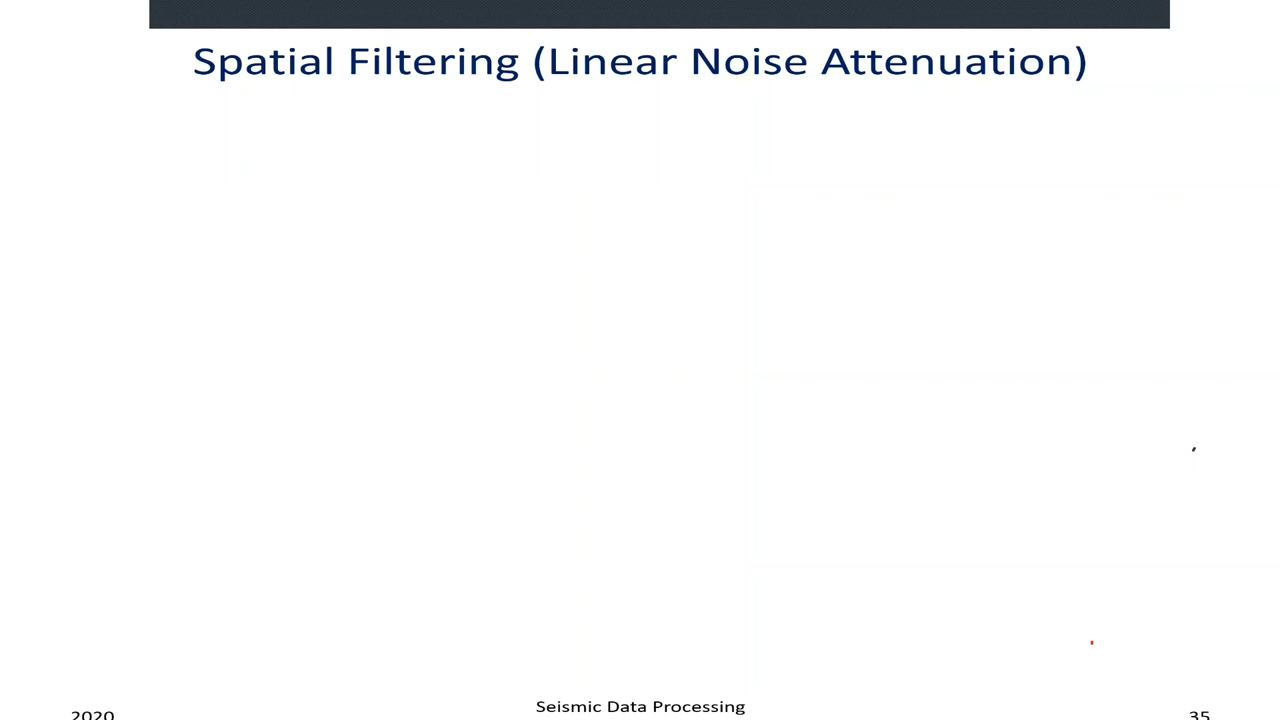 Spatial Filtering (Linear Noise Attenuation)
2020
Seismic Data Processing
35